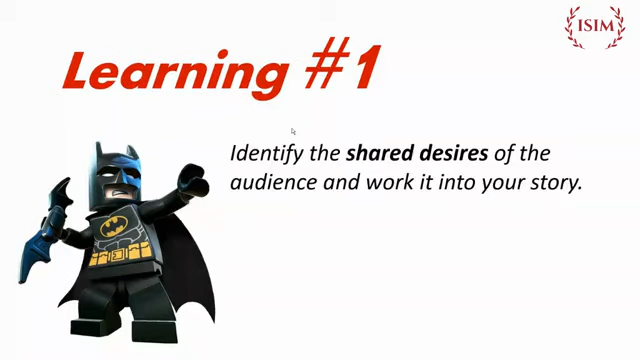 ISIM
Learning #1
Identify the shared desires of the
audience and work it into your story.